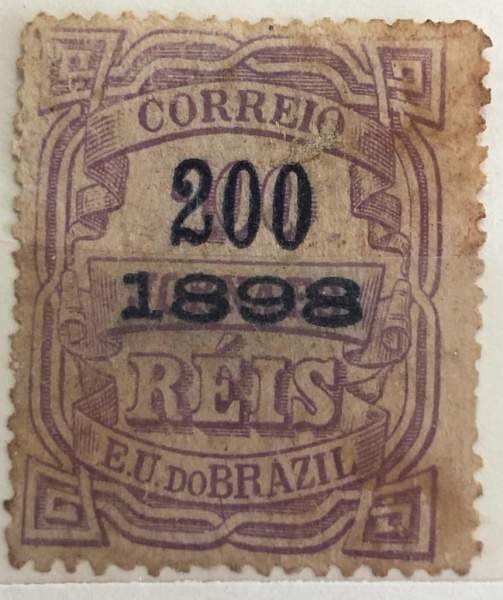 CORREIO
200
1898
RÉIS
E.U. DO BRAZIL